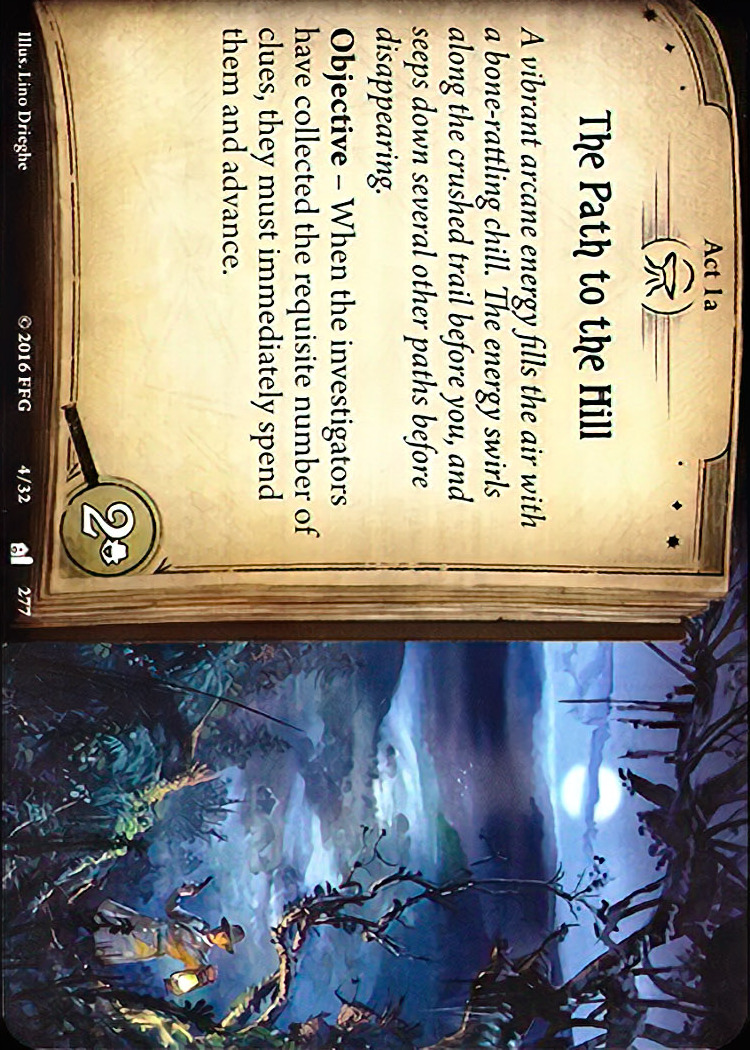 Act 1a
The Path to the Hill
A vibrant arcane energy fills the air with
a bone-rattling chill. The energy swirls
along the crushed trail before you, and
seeps down several other paths before
disappearing.
Objective – When the investigators
have collected the requisite number of
clues, they must immediately spend
them and advance.
2
Illus. Lino Drieghe © 2016 FFG 4/32 277